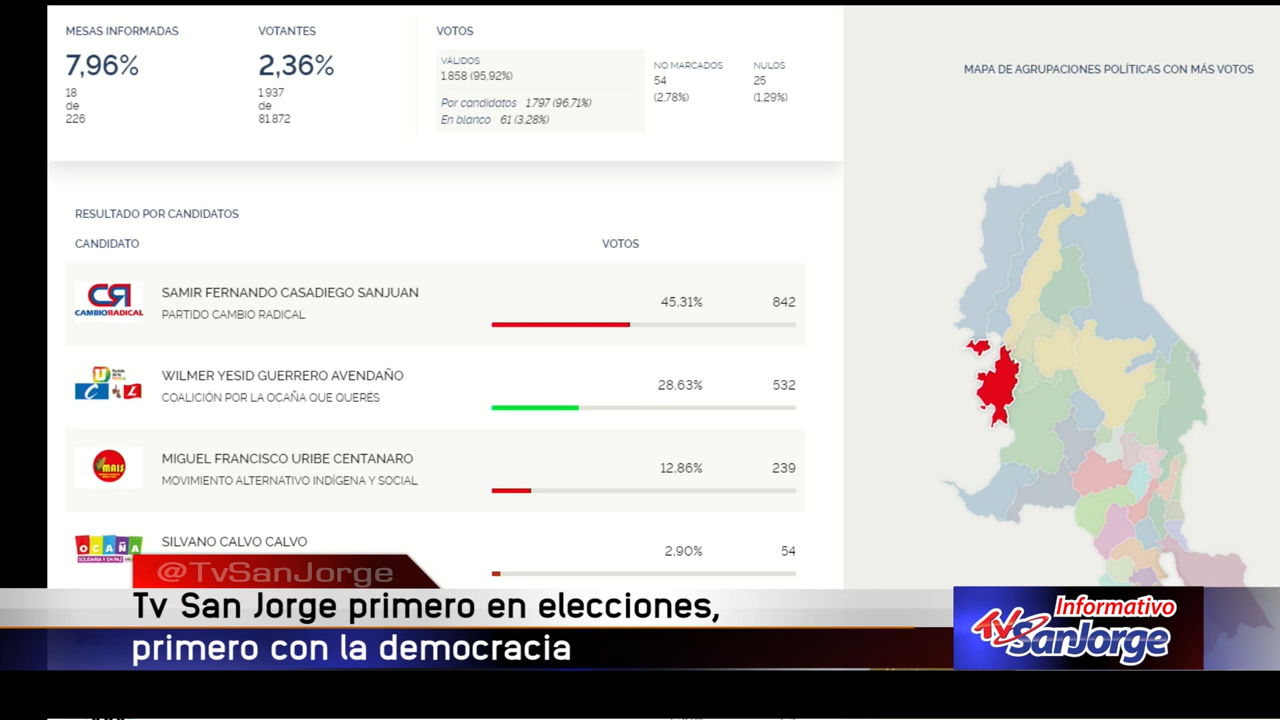 MESAS INFORMADAS
7,96%
18
de
226
VOTANTES
2,36%
1.937
de
81.872
VOTOS
VÁLIDOS
1.858 (95,92%)
Por candidatos 1.797 (96,71%)
En blanco 61 (3,28%)
NO MARCADOS
54
(2,78%)
NULOS
25
(1,29%)
MAPA DE AGRUPACIONES POLÍTICAS CON MÁS VOTOS
RESULTADO POR CANDIDATOS
CANDIDATO VOTOS
CR
CAMBIO RADICAL
SAMIR FERNANDO CASADIEGO SANJUAN
PARTIDO CAMBIO RADICAL
45,31% 842
WILMER YESID GUERRERO AVENDAÑO
COALICIÓN POR LA OCAÑA QUE QUERÉS
28,63% 532
MAIS
MIGUEL FRANCISCO URIBE CENTANARO
MOVIMIENTO ALTERNATIVO INDÍGENA Y SOCIAL
12,86% 239
OCAÑA
SOLIDARIA Y EN PAZ
SILVANO CALVO CALVO
2,90% 54
@TvSanJorge
Tv San Jorge primero en elecciones,
primero con la democracia
Informativo
TV
SanJorge